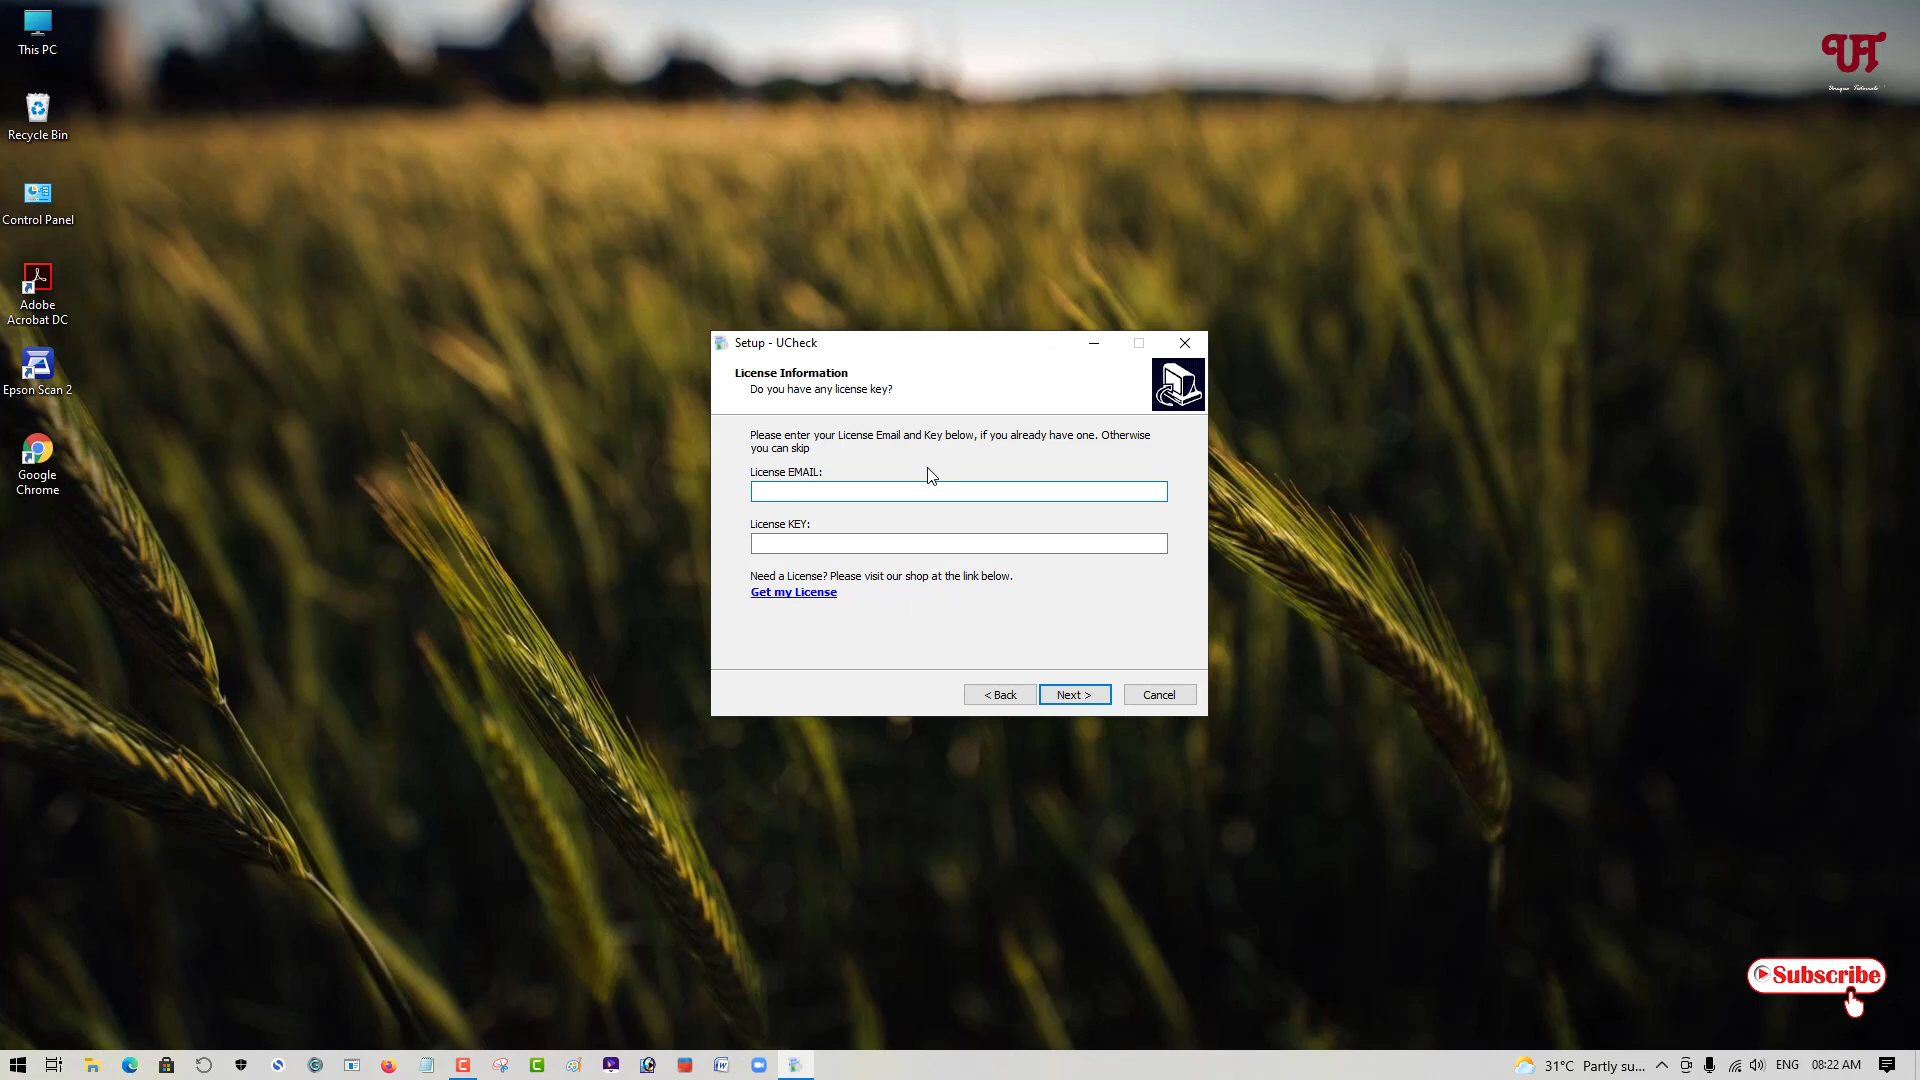 This PC
Recycle Bin
Control Panel
Adobe
Acrobat DC
Epson Scan 2
Google
Chrome
UT
Unique Tutorials
Setup - UCheck
License Information
Do you have any license key?
Please enter your License Email and Key below, if you already have one. Otherwise
you can skip
License EMAIL:
License KEY:
Need a License? Please visit our shop at the link below.
Get my License
< Back
Next >
Cancel
Subscribe
31°C Partly su...
ENG
08:22 AM